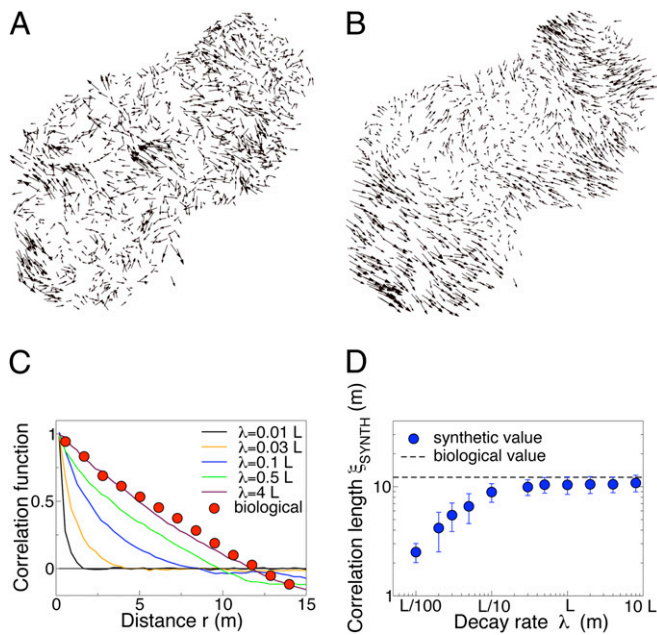 A
B
C
D
Correlation function
1
0.5
0
λ=0.01 L
λ=0.03 L
λ=0.1 L
λ=0.5 L
λ=4 L
biological
0
5
10
15
Distance r (m)
Correlation length ξSYNTH (m)
10
1
synthetic value
biological value
L/100
L/10
L
10 L
Decay rate λ (m)